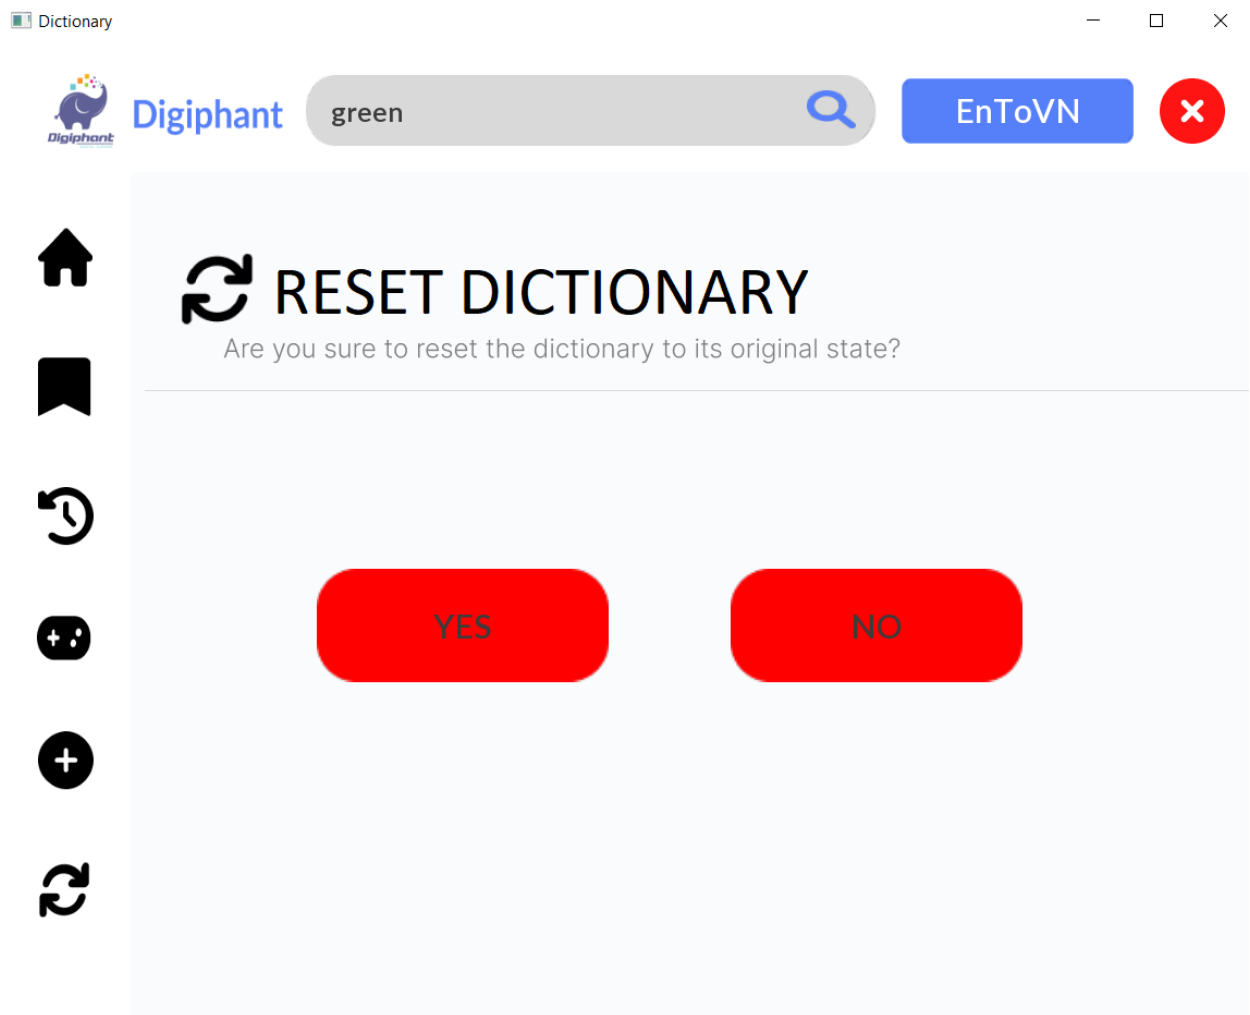 Dictionary
Digiphant
Digiphant
green
EnToVN
RESET DICTIONARY
Are you sure to reset the dictionary to its original state?
YES
NO